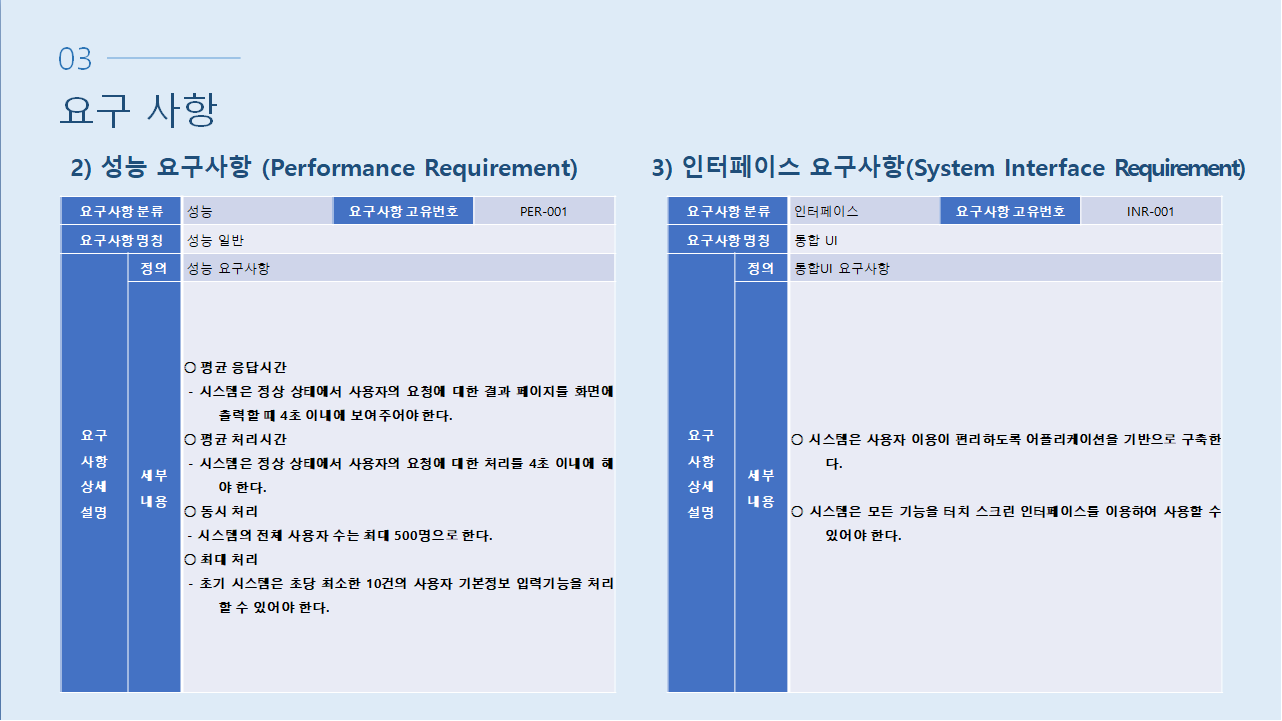 03
요구 사항
2) 성능 요구사항 (Performance Requirement)
요구사항 분류 성능 요구사항 고유번호 PER-001
요구사항 명칭 성능 일반
요구
사항
상세
설명
정의 성능 요구사항
세부
내용
○ 평균 응답시간
- 시스템은 정상 상태에서 사용자의 요청에 대한 결과 페이지를 화면에
출력할 때 4초 이내에 보여주어야 한다.
○ 평균 처리시간
- 시스템은 정상 상태에서 사용자의 요청에 대한 처리를 4초 이내에 해
야 한다.
○ 동시 처리
- 시스템의 전체 사용자 수는 최대 500명으로 한다.
○ 최대 처리
- 초기 시스템은 초당 최소한 10건의 사용자 기본정보 입력기능을 처리
할 수 있어야 한다.
3) 인터페이스 요구사항(System Interface Requirement)
요구사항 분류 인터페이스 요구사항 고유번호 INR-001
요구사항 명칭 통합 UI
요구
사항
상세
설명
정의 통합UI 요구사항
세부
내용
○ 시스템은 사용자 이용이 편리하도록 어플리케이션을 기반으로 구축한
다.
○ 시스템은 모든 기능을 터치 스크린 인터페이스를 이용하여 사용할 수
있어야 한다.